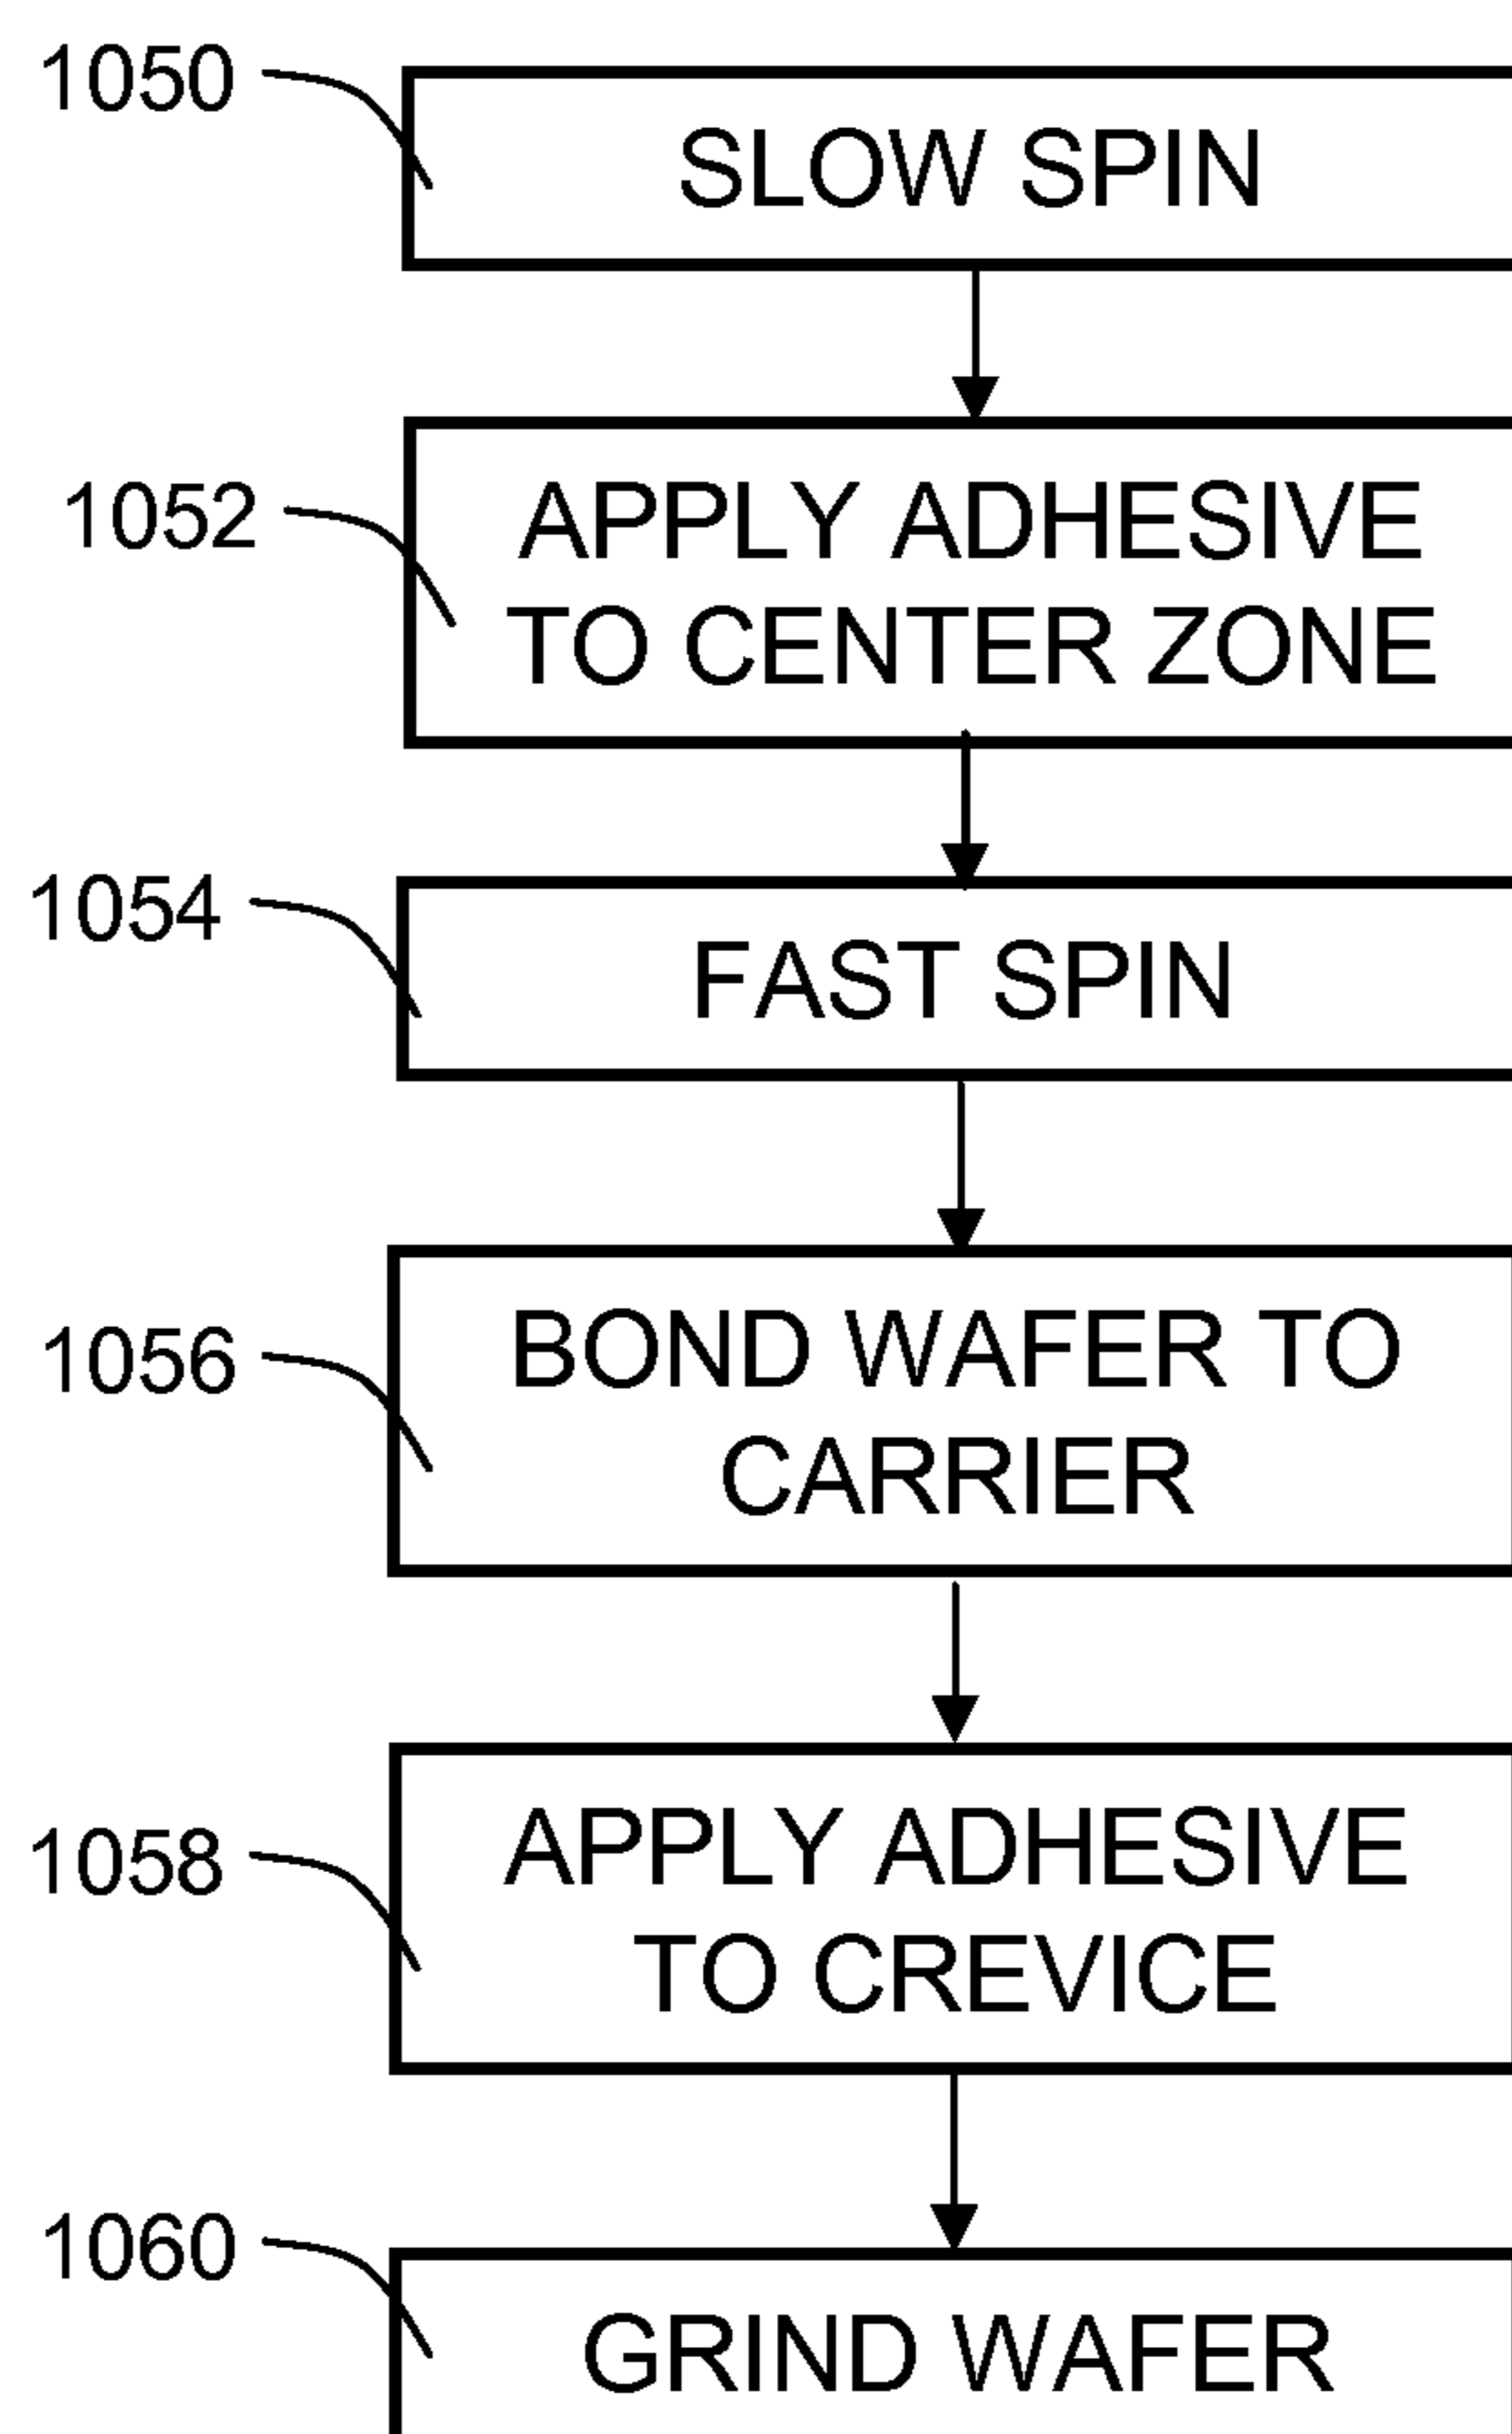 1050
SLOW SPIN
1052
APPLY ADHESIVE
TO CENTER ZONE
1054
FAST SPIN
1056
BOND WAFER TO
CARRIER
1058
APPLY ADHESIVE
TO CREVICE
1060
GRIND WAFER